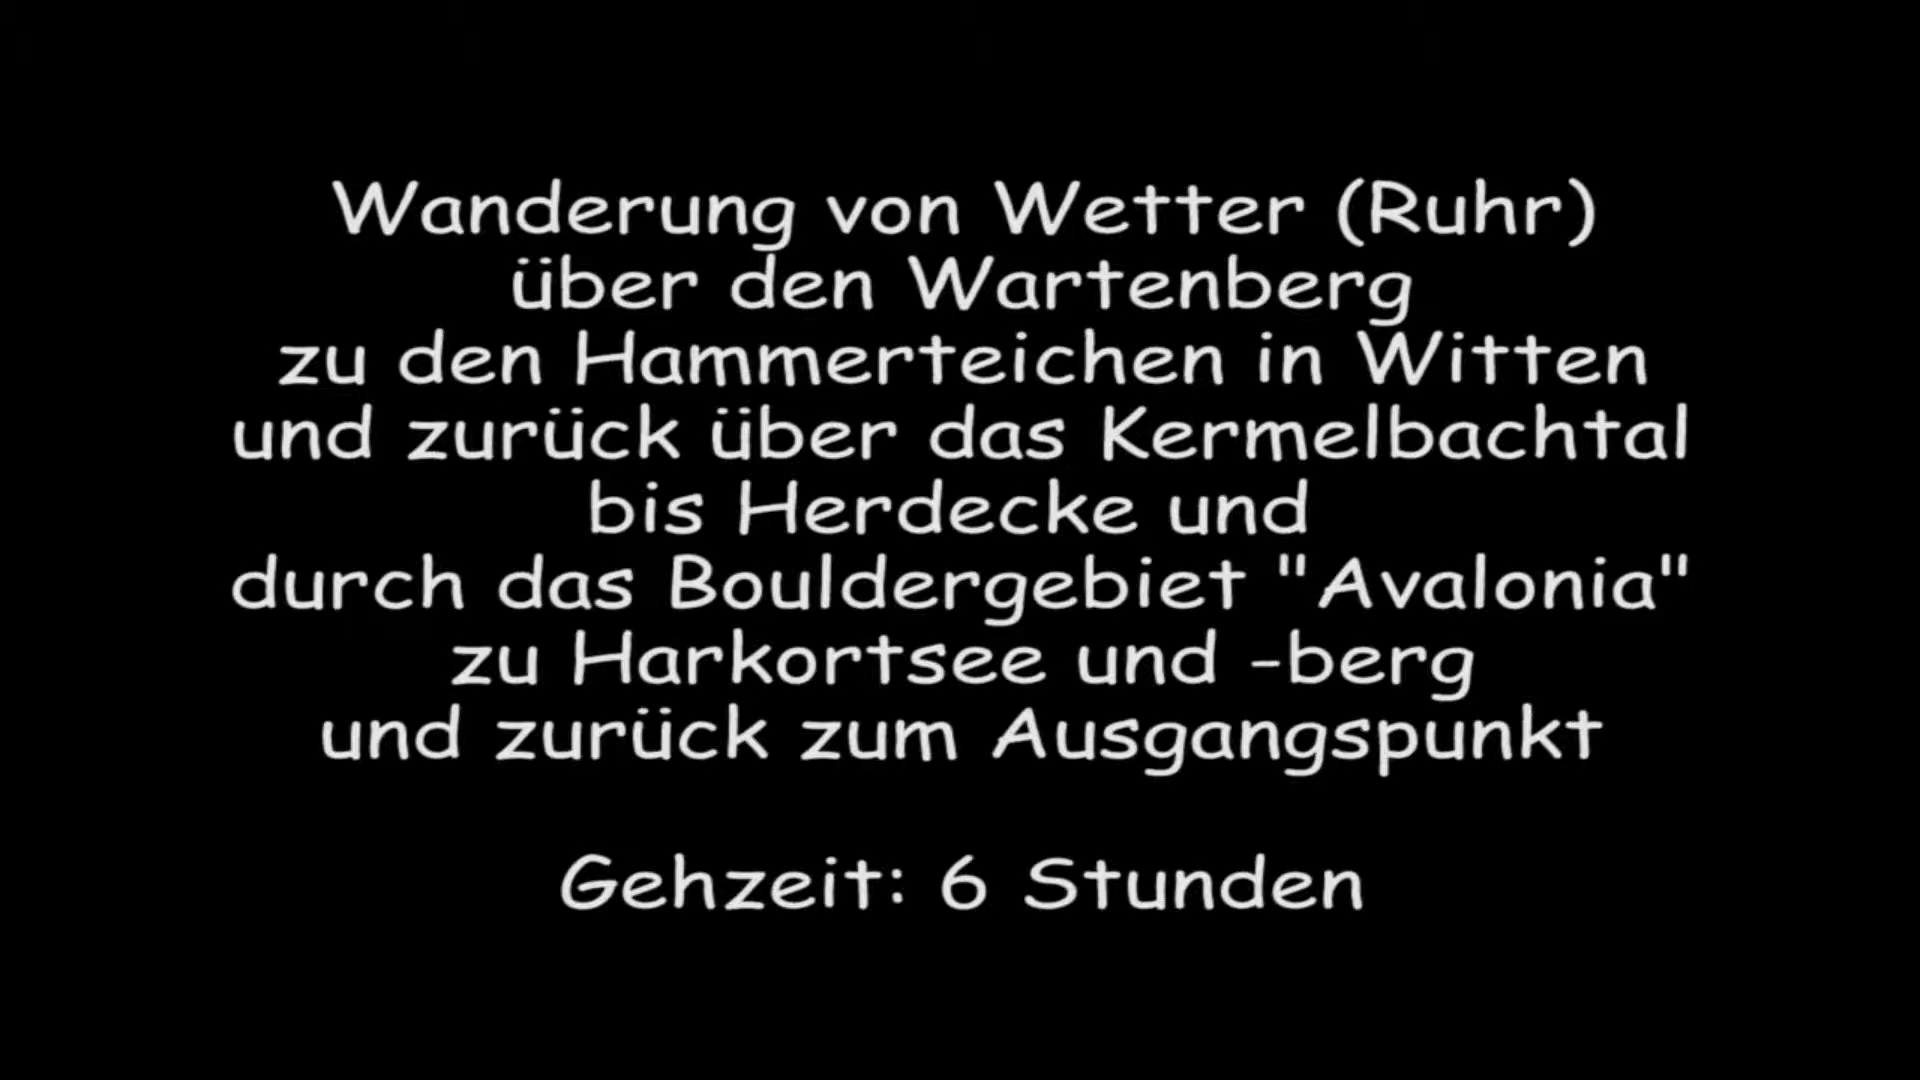 Wanderung von Wetter (Ruhr)
über den Wartenberg
zu den Hammerteichen in Witten
und zurück über das Kermelbachtal
bis Herdecke und
durch das Bouldergebiet "Avalonia"
zu Harkortsee und -berg
und zurück zum Ausgangspunkt
Gehzeit: 6 Stunden